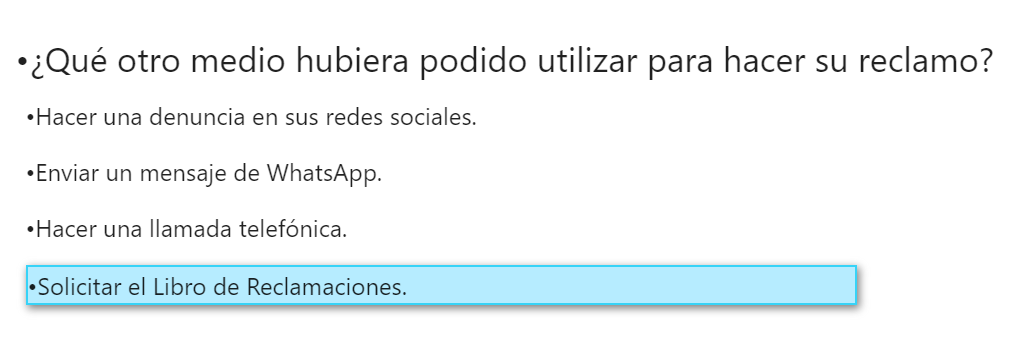 •¿Qué otro medio hubiera podido utilizar para hacer su reclamo?
•Hacer una denuncia en sus redes sociales.
•Enviar un mensaje de WhatsApp.
•Hacer una llamada telefónica.
•Solicitar el Libro de Reclamaciones.